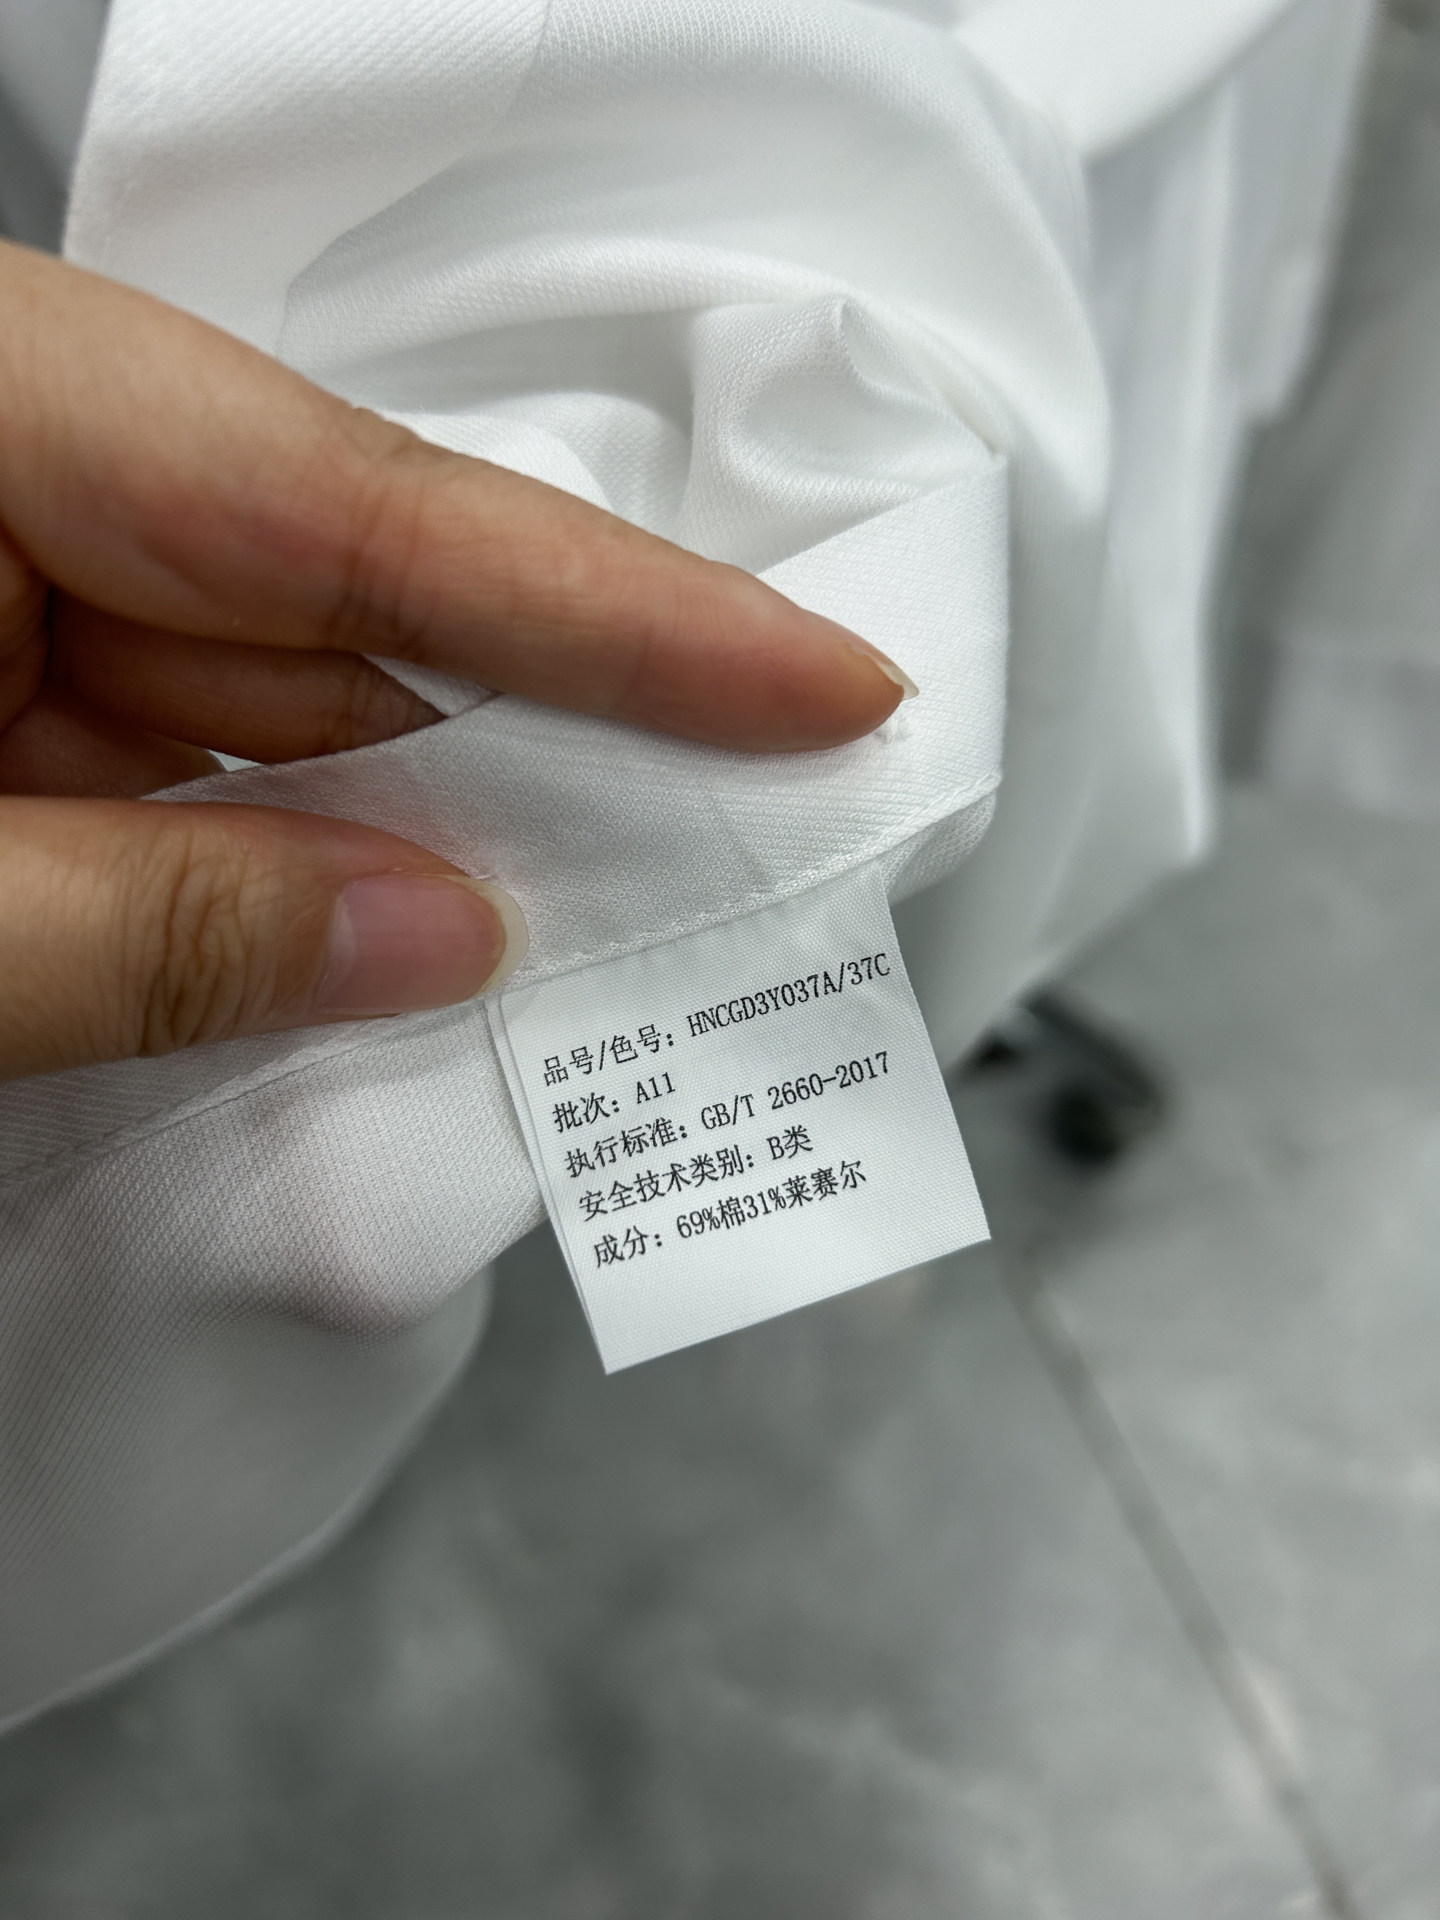 品号/色号: HNCGD3Y037A/37C
批次: A11
执行标准: GB/T 2660-2017
安全技术类别: B类
成分: 69%棉31%莱赛尔